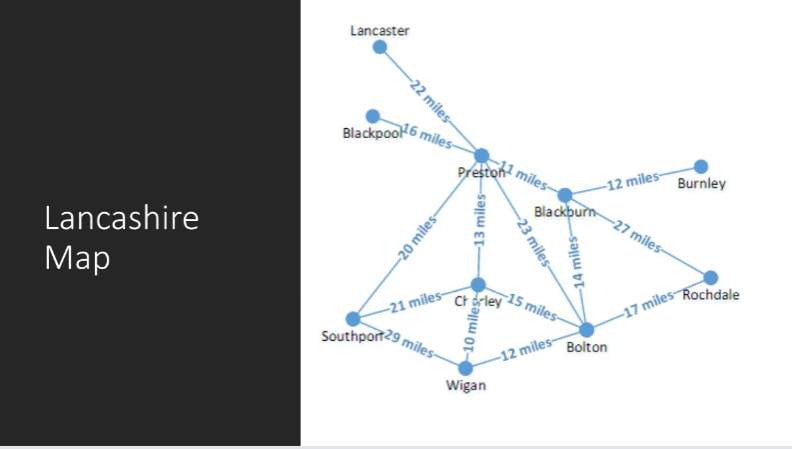 Lancashire
Map
Lancaster
22 miles
Blackpool
16 miles
Preston
11 miles
Blackburn
12 miles
Burnley
20 miles
13 miles
23 miles
14 miles
27 miles
Rochdale
Chorley
21 miles
15 miles
17 miles
Southport
29 miles
10 miles
12 miles
Bolton
Wigan